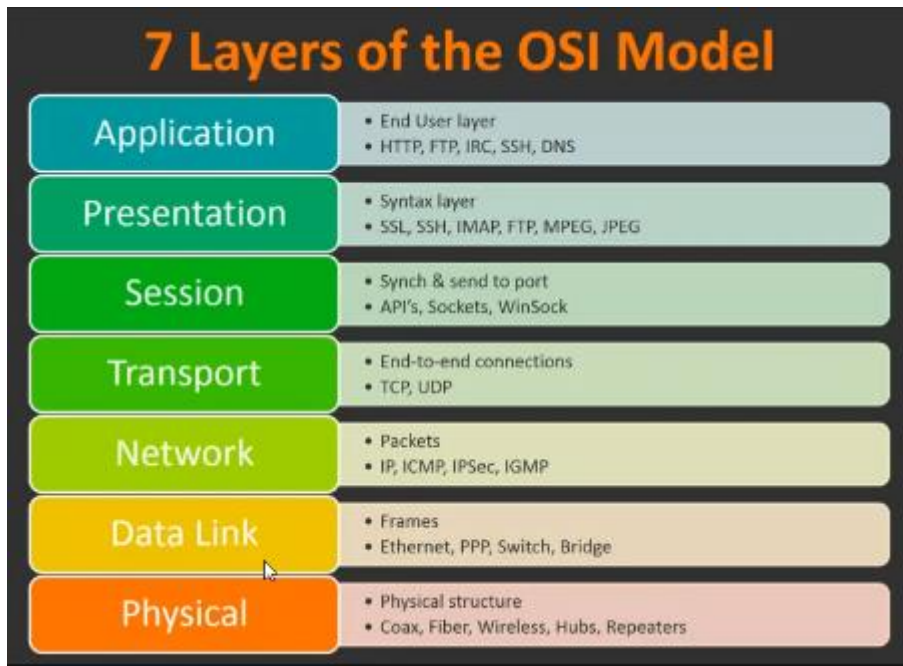 7 Layers of the OSI Model
Application
• End User layer
• HTTP, FTP, IRC, SSH, DNS
Presentation
• Syntax layer
• SSL, SSH, IMAP, FTP, MPEG, JPEG
Session
• Synch & send to port
• API's, Sockets, WinSock
Transport
• End-to-end connections
• TCP, UDP
Network
• Packets
• IP, ICMP, IPSec, IGMP
Data Link
• Frames
• Ethernet, PPP, Switch, Bridge
Physical
• Physical structure
• Coax, Fiber, Wireless, Hubs, Repeaters